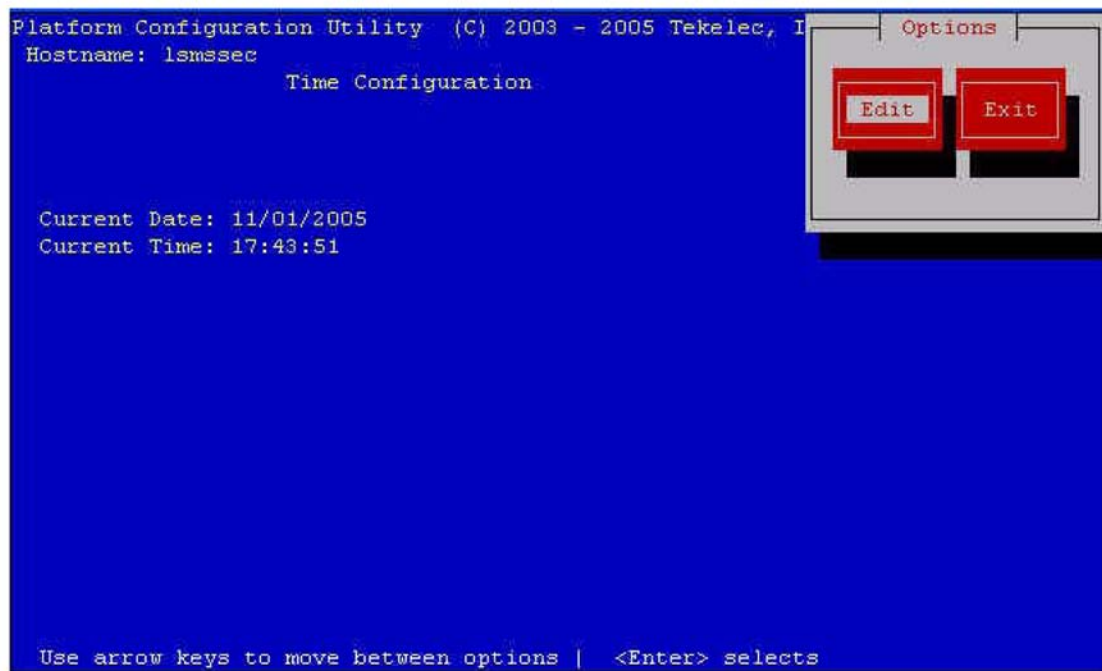 Platform Configuration Utility (C) 2003 - 2005 Tekelec, I
Options
Hostname: lsmssec
Time Configuration
Edit
Exit
Current Date: 11/01/2005
Current Time: 17:43:51
Use arrow keys to move between options | <Enter> selects